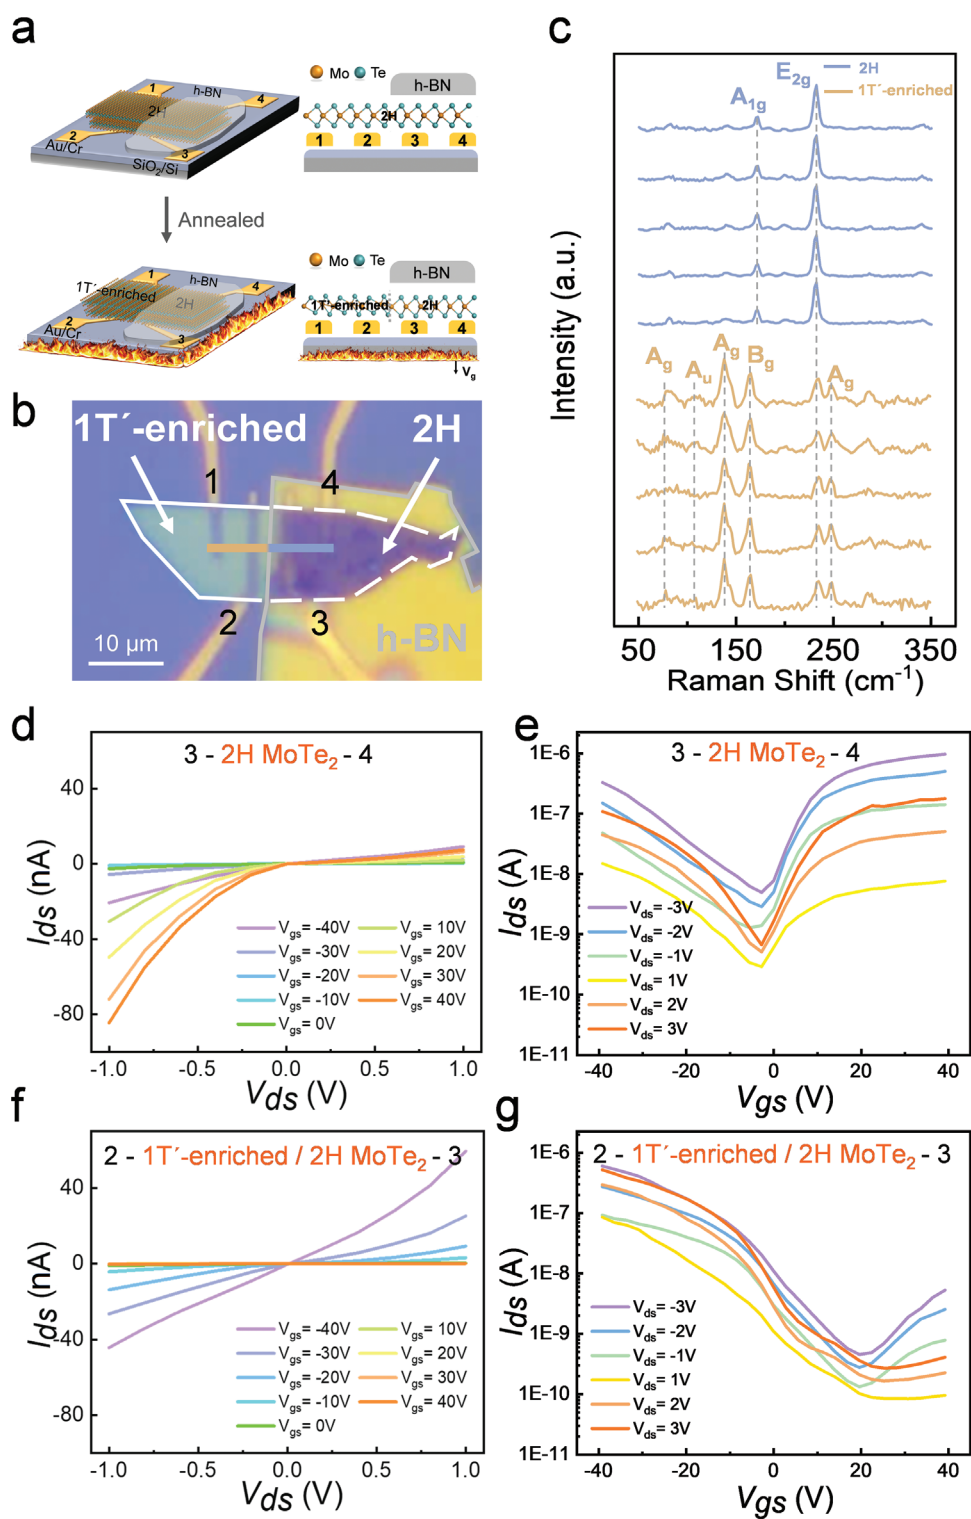 a
1
h-BN
4
2H
2
Au/Cr
3
SiO2/Si
Mo Te
h-BN
2H
1 2 3 4
Annealed
1
h-BN
4
1T´-enriched
2H
2
Au/Cr
3
Mo Te
h-BN
1T´-enriched 2H
1 2 3 4
Vg
b
1T´-enriched
2H
1 4
2 3
h-BN
10 µm
c
2H
1T´-enriched
E2g
A1g
Ag Au Ag Bg Ag
Intensity (a.u.)
50 150 250 350
Raman Shift (cm-1)
d
3 - 2H MoTe2 - 4
40
0
-40
-80
Ids (nA)
Vgs= -40V Vgs= 10V
Vgs= -30V Vgs= 20V
Vgs= -20V Vgs= 30V
Vgs= -10V Vgs= 40V
Vgs= 0V
-1.0 -0.5 0.0 0.5 1.0
Vds (V)
e
3 - 2H MoTe2 - 4
1E-6
1E-7
1E-8
1E-9
1E-10
1E-11
Ids (A)
Vds= -3V
Vds= -2V
Vds= -1V
Vds= 1V
Vds= 2V
Vds= 3V
-40 -20 0 20 40
Vgs (V)
f
2 - 1T´-enriched / 2H MoTe2 - 3
40
0
-40
-80
Ids (nA)
Vgs= -40V Vgs= 10V
Vgs= -30V Vgs= 20V
Vgs= -20V Vgs= 30V
Vgs= -10V Vgs= 40V
Vgs= 0V
-1.0 -0.5 0.0 0.5 1.0
Vds (V)
g
2 - 1T´-enriched / 2H MoTe2 - 3
1E-6
1E-7
1E-8
1E-9
1E-10
1E-11
Ids (A)
Vds= -3V
Vds= -2V
Vds= -1V
Vds= 1V
Vds= 2V
Vds= 3V
-40 -20 0 20 40
Vgs (V)